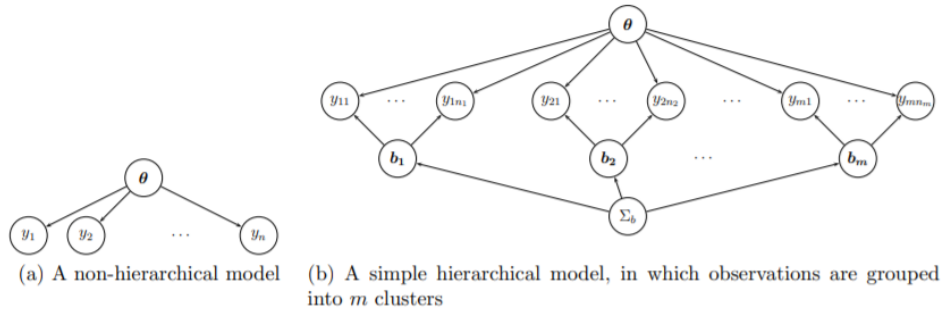 θ
y₁₁ ... y₁ₙ₁ y₂₁ ... y₂ₙ₂ ... yₘ₁ ... yₘₙₘ
b₁ b₂ ... bₘ
Σ_b
θ
y₁ y₂ ... yₙ
(a) A non-hierarchical model
(b) A simple hierarchical model, in which observations are grouped
into m clusters